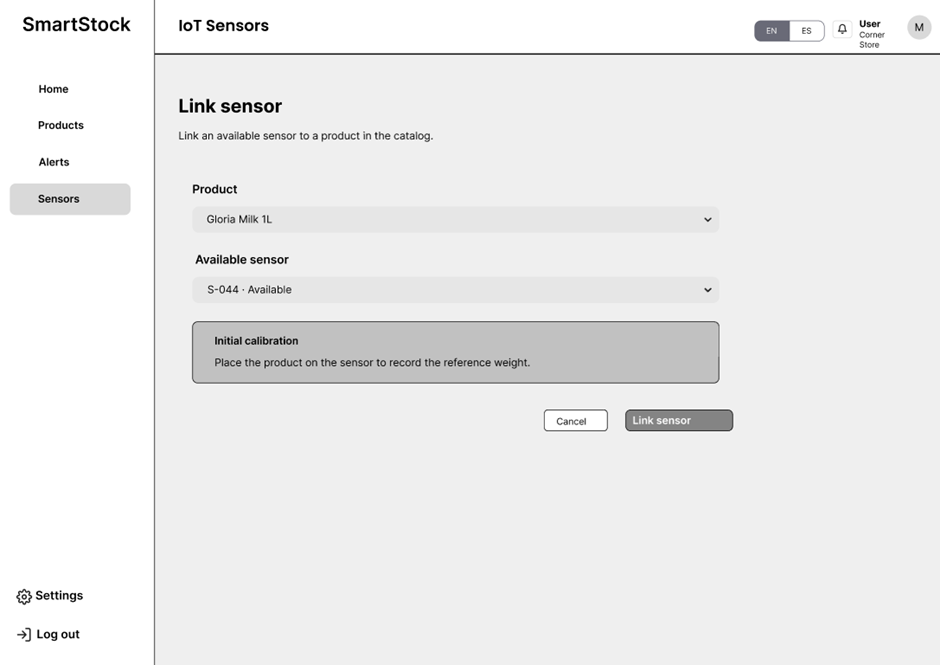 SmartStock
IoT Sensors
EN
ES
User
Corner
Store
M
Home
Products
Alerts
Sensors
Link sensor
Link an available sensor to a product in the catalog.
Product
Gloria Milk 1L
Available sensor
S-044 · Available
Initial calibration
Place the product on the sensor to record the reference weight.
Cancel
Link sensor
Settings
Log out